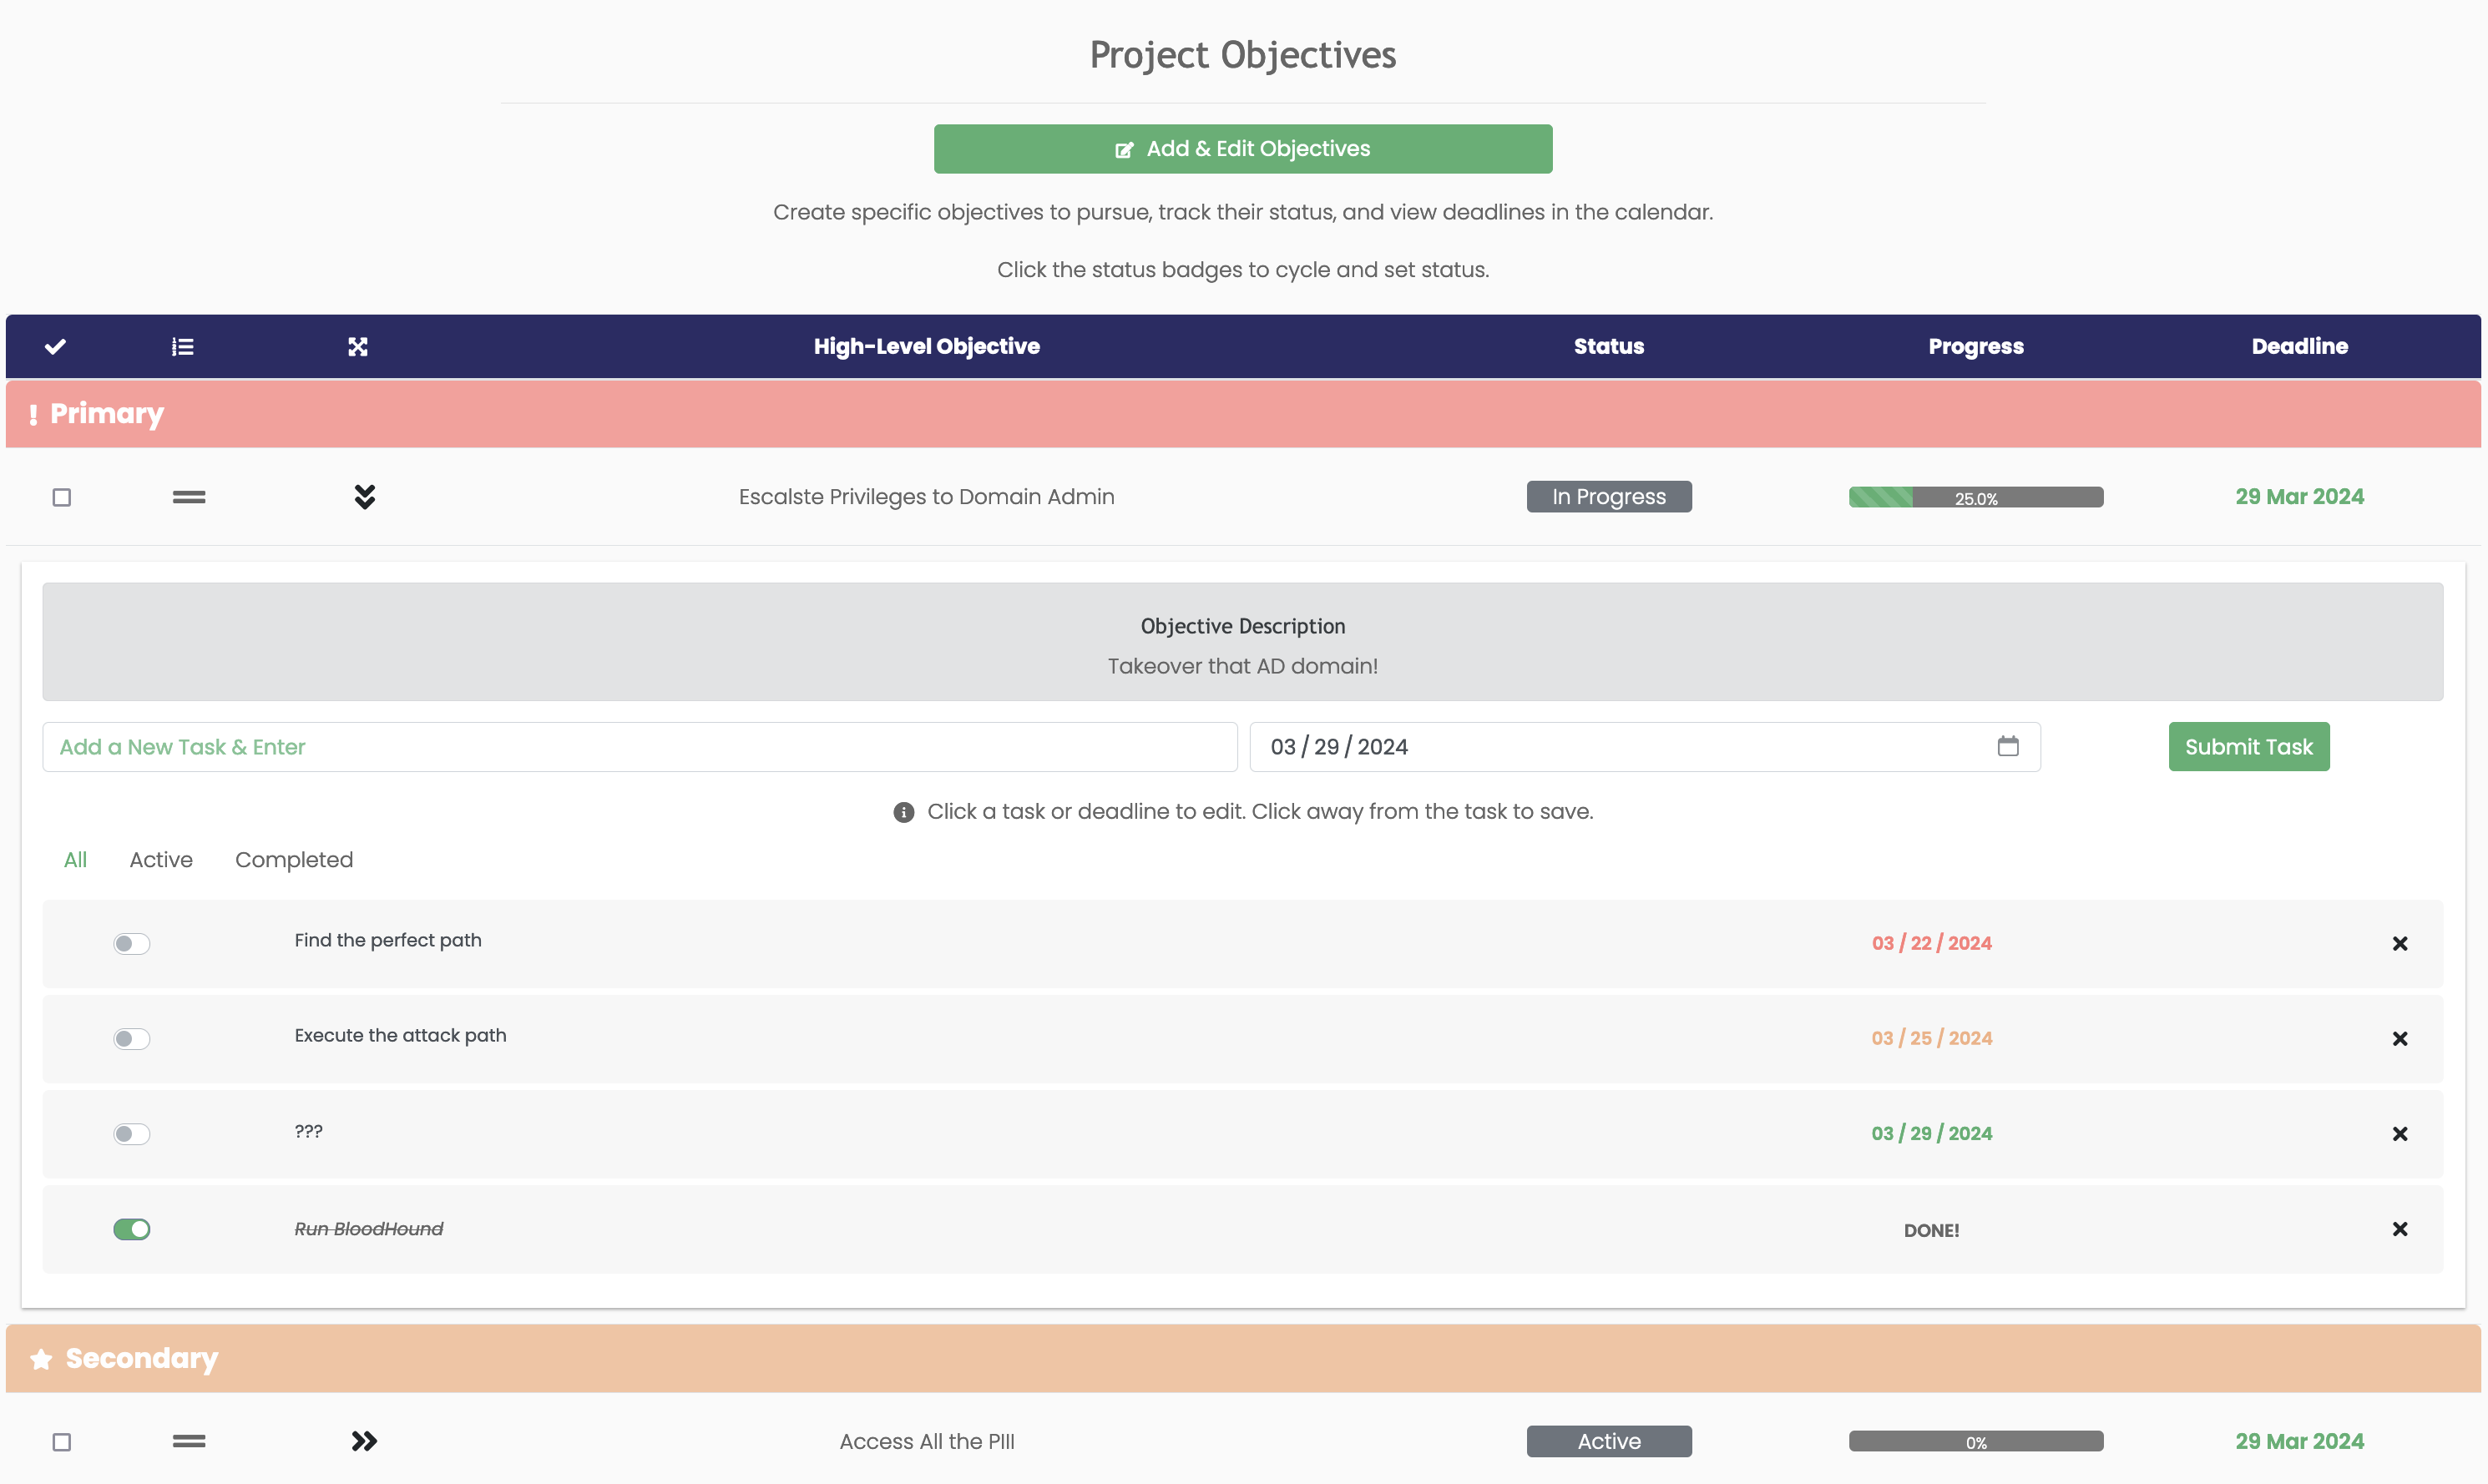 Project Objectives
Add & Edit Objectives
Create specific objectives to pursue, track their status, and view deadlines in the calendar.
Click the status badges to cycle and set status.
High-Level Objective Status Progress Deadline
Primary
Escalste Privileges to Domain Admin In Progress 25.0% 29 Mar 2024
Objective Description
Takeover that AD domain!
Add a New Task & Enter 03 / 29 / 2024 Submit Task
Click a task or deadline to edit. Click away from the task to save.
All Active Completed
Find the perfect path 03 / 22 / 2024
Execute the attack path 03 / 25 / 2024
??? 03 / 29 / 2024
Run BloodHound DONE!
Secondary
Access All the PIII Active 0% 29 Mar 2024